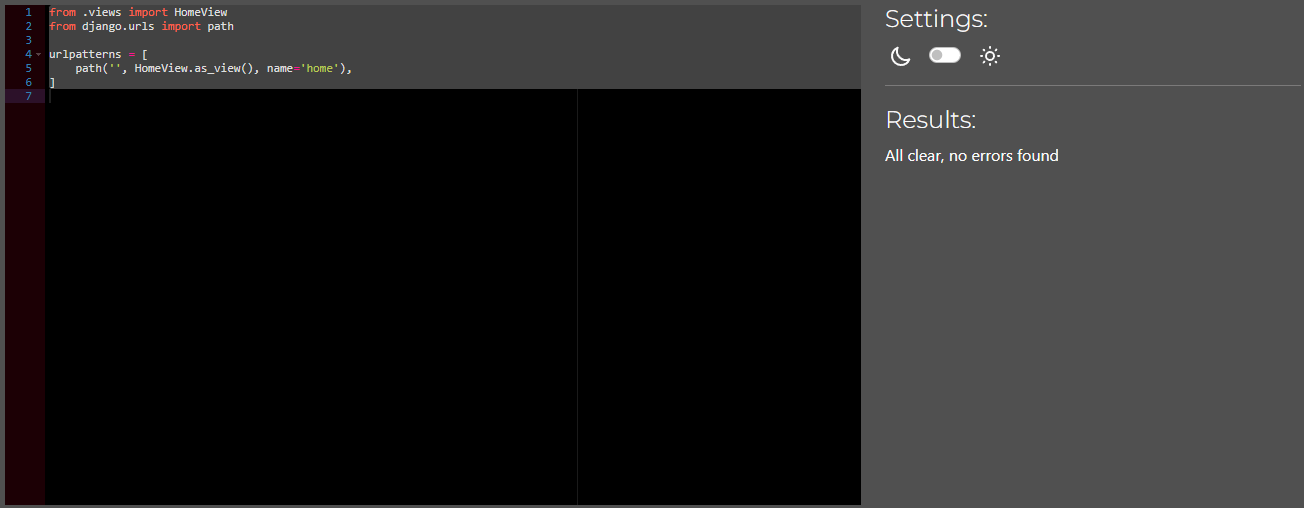 1 from .views import HomeView
2 from django.urls import path
3
4 urlpatterns = [
5     path('', HomeView.as_view(), name='home'),
6 ]
7
Settings:
Results:
All clear, no errors found